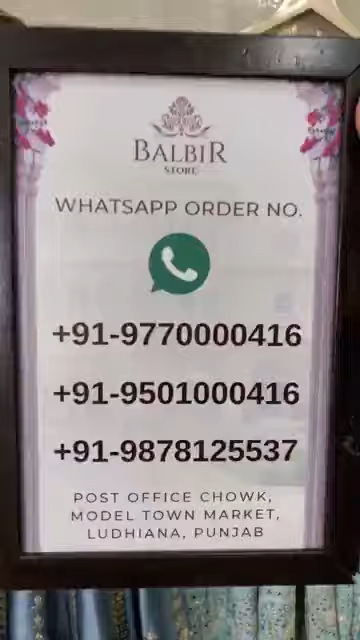 BALBIR
STORE
WHATSAPP ORDER NO.
+91-9770000416
+91-9501000416
+91-9878125537
POST OFFICE CHOWK,
MODEL TOWN MARKET,
LUDHIANA, PUNJAB